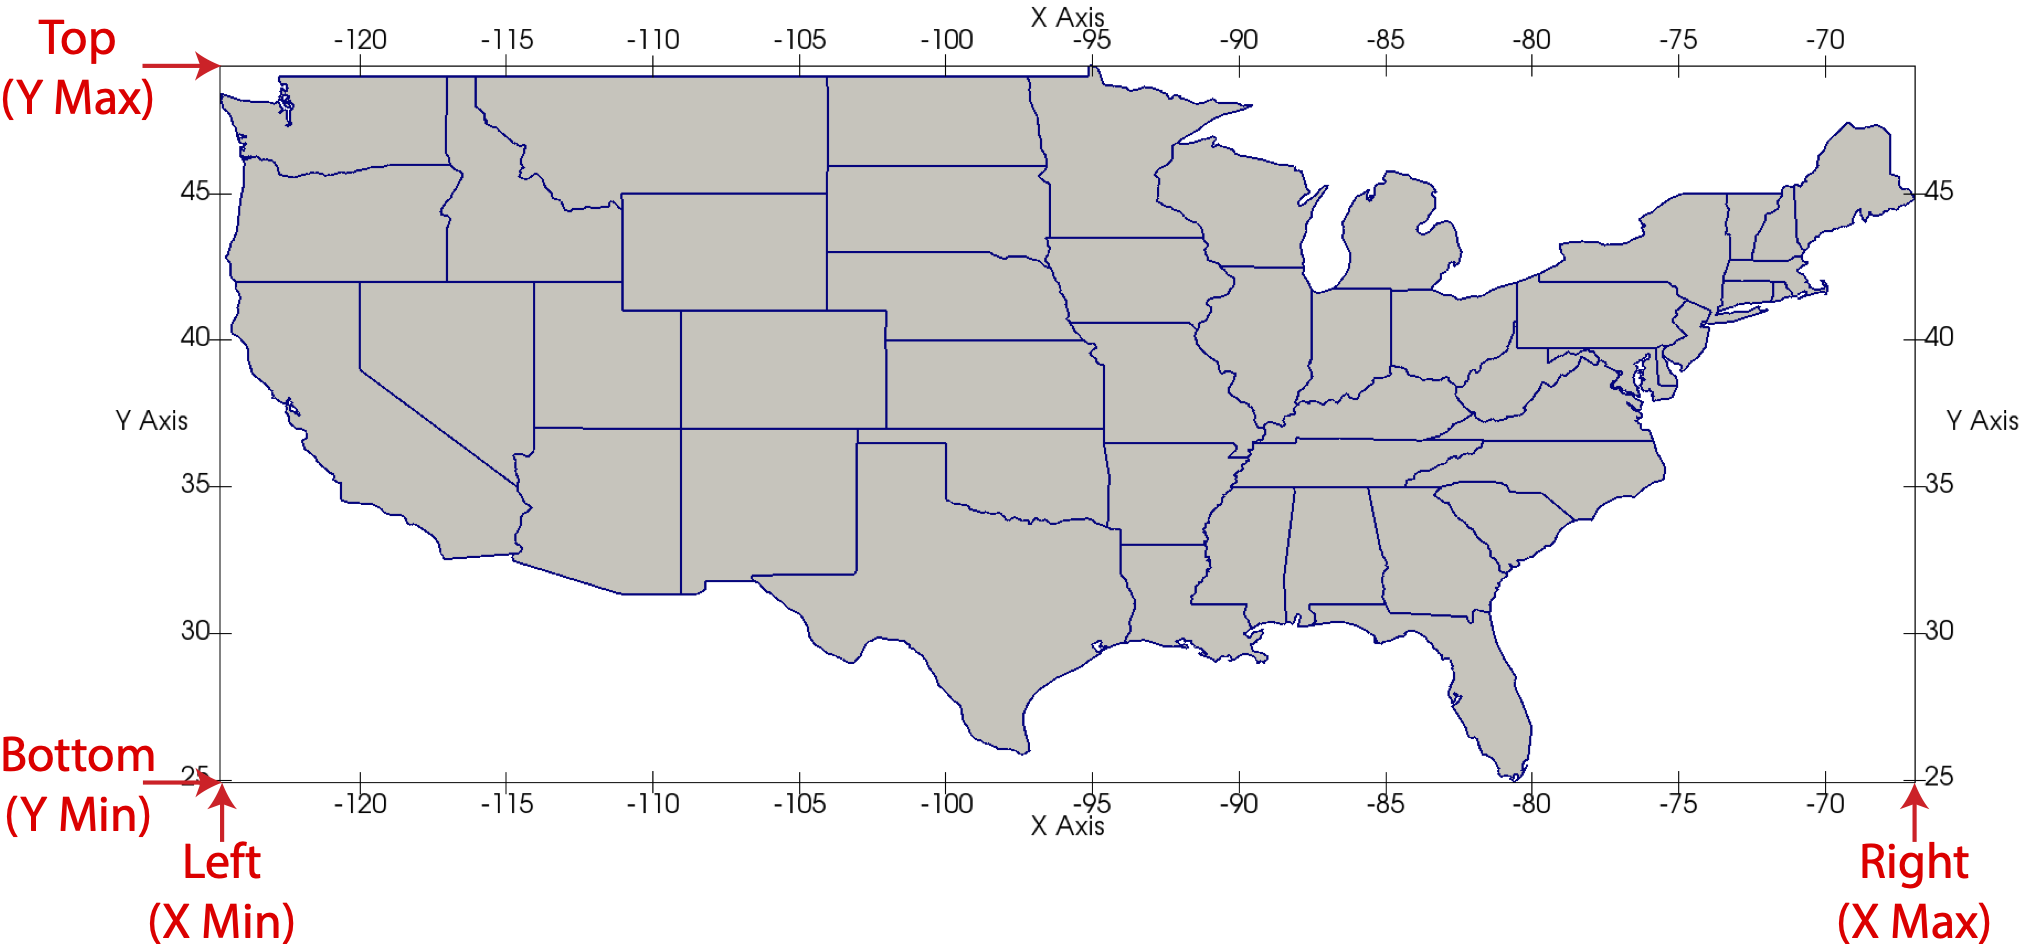 X Axis
Top
(Y Max)
-120 -115 -110 -105 -100 -95 -90 -85 -80 -75 -70
45 45
40 40
Y Axis Y Axis
35 35
30 30
Bottom
(Y Min)
25 25
-120 -115 -110 -105 -100 -95 -90 -85 -80 -75 -70
X Axis
Left
(X Min)
Right
(X Max)